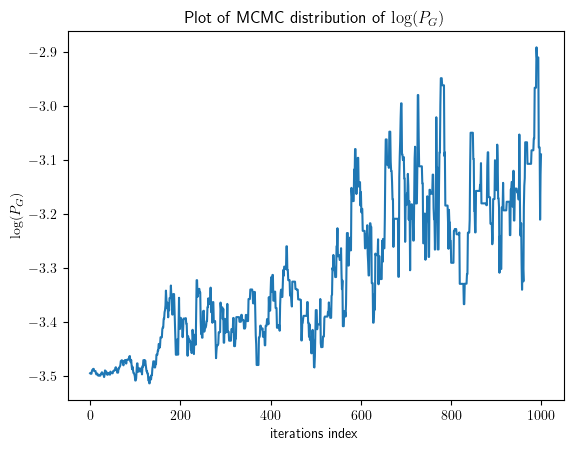 Plot of MCMC distribution of log(P_G)
log(P_G)
−2.9
−3.0
−3.1
−3.2
−3.3
−3.4
−3.5
0 200 400 600 800 1000
iterations index